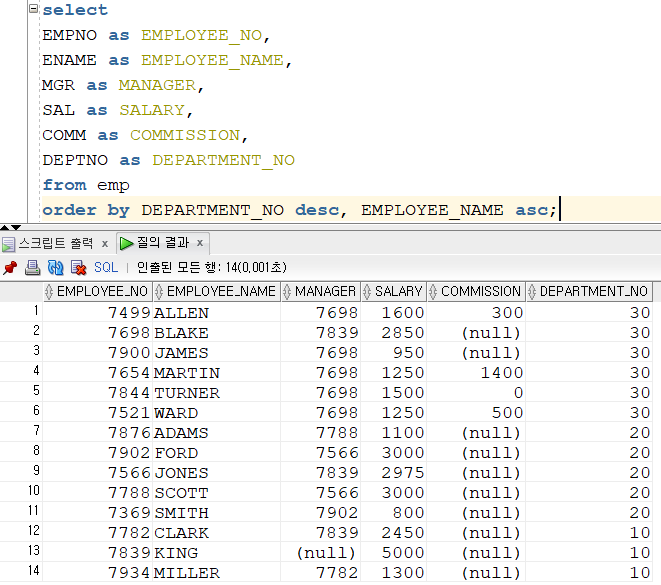 select
EMPNO as EMPLOYEE_NO,
ENAME as EMPLOYEE_NAME,
MGR as MANAGER,
SAL as SALARY,
COMM as COMMISSION,
DEPTNO as DEPARTMENT_NO
from emp
order by DEPARTMENT_NO desc, EMPLOYEE_NAME asc;
스크립트 출력 x 질의 결과 x
SQL | 인출된 모든 행: 14(0,001초)
EMPLOYEE_NO EMPLOYEE_NAME MANAGER SALARY COMMISSION DEPARTMENT_NO
1 7499 ALLEN 7698 1600 300 30
2 7698 BLAKE 7839 2850 (null) 30
3 7900 JAMES 7698 950 (null) 30
4 7654 MARTIN 7698 1250 1400 30
5 7844 TURNER 7698 1500 0 30
6 7521 WARD 7698 1250 500 30
7 7876 ADAMS 7788 1100 (null) 20
8 7902 FORD 7566 3000 (null) 20
9 7566 JONES 7839 2975 (null) 20
10 7788 SCOTT 7566 3000 (null) 20
11 7369 SMITH 7902 800 (null) 20
12 7782 CLARK 7839 2450 (null) 10
13 7839 KING (null) 5000 (null) 10
14 7934 MILLER 7782 1300 (null) 10